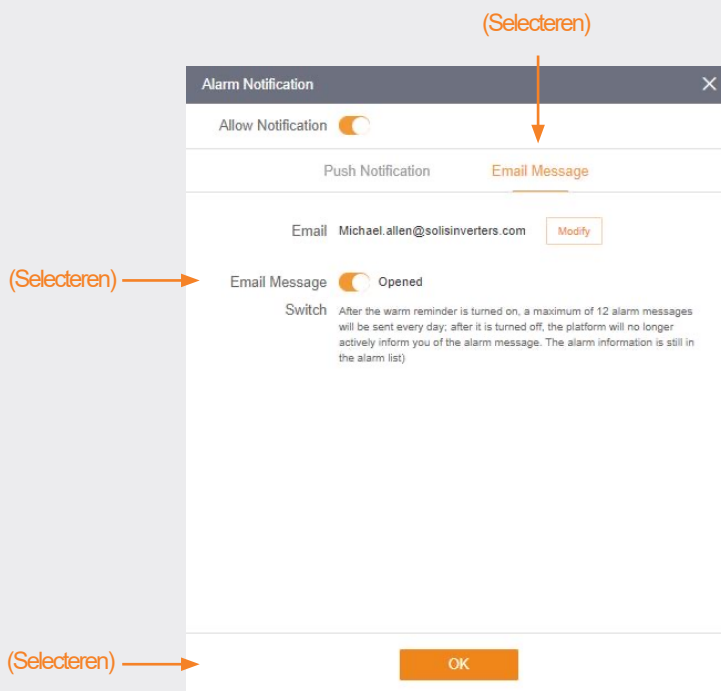 (Selecteren)
Alarm Notification
Allow Notification
Push Notification Email Message
Email Michael.allen@solisinverters.com Modify
(Selecteren) Email Message Opened
Switch After the warm reminder is turned on, a maximum of 12 alarm messages
will be sent every day; after it is turned off, the platform will no longer
actively inform you of the alarm message. The alarm information is still in
the alarm list)
(Selecteren) OK